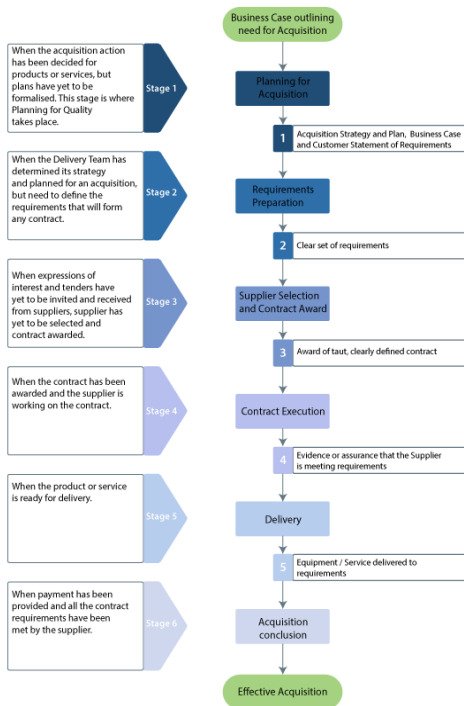 Business Case outlining
need for Acquisition
When the acquisition action
has been decided for
products or services, but
plans have yet to be
formalised. This stage is where
Planning for Quality
takes place.
Stage 1
Planning for
Acquisition
1
Acquisition Strategy and Plan, Business Case
and Customer Statement of Requirements
When the Delivery Team has
determined its strategy
and planned for an acquisition,
but need to define the
requirements that will form
any contract.
Stage 2
Requirements
Preparation
2
Clear set of requirements
When expressions of
interest and tenders have
yet to be invited and received
from suppliers, supplier has
yet to be selected and
contract awarded.
Stage 3
Supplier Selection
and Contract Award
3
Award of taut, clearly defined contract
When the contract has been
awarded and the supplier is
working on the contract.
Stage 4
Contract Execution
4
Evidence or assurance that the Supplier
is meeting requirements
When the product or service
is ready for delivery.
Stage 5
Delivery
5
Equipment / Service delivered to
requirements
When payment has been
provided and all the contract
requirements have been
met by the supplier.
Stage 6
Acquisition
conclusion
Effective Acquisition